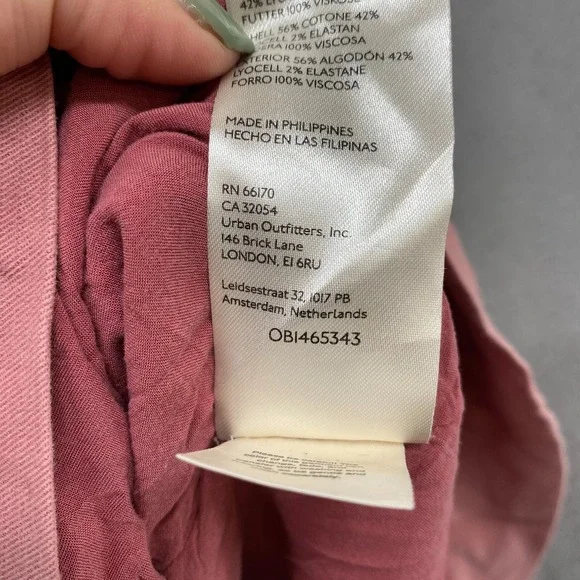 42%
FUTTER 100% VISKOSE
SHELL 56% COTONE 42%
LYOCELL 2% ELASTAN
100% VISCOSA
EXTERIOR 56% ALGODÓN 42%
LYOCELL 2% ELASTANE
FORRO 100% VISCOSA
MADE IN PHILIPPINES
HECHO EN LAS FILIPINAS
RN 66170
CA 32054
Urban Outfitters, Inc.
146 Brick Lane
LONDON, E1 6RU
Leidsestraat 32, 1017 PB
Amsterdam, Netherlands
OB1465343